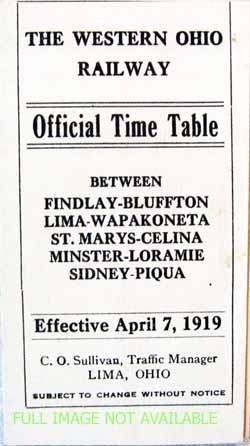 THE WESTERN OHIO
RAILWAY
Official Time Table
BETWEEN
FINDLAY-BLUFFTON
LIMA-WAPAKONETA
ST. MARYS-CELINA
MINSTER-LORAMIE
SIDNEY-PIQUA
Effective April 7, 1919
C. O. Sullivan, Traffic Manager
LIMA, OHIO
SUBJECT TO CHANGE WITHOUT NOTICE
FULL IMAGE NOT AVAILABLE